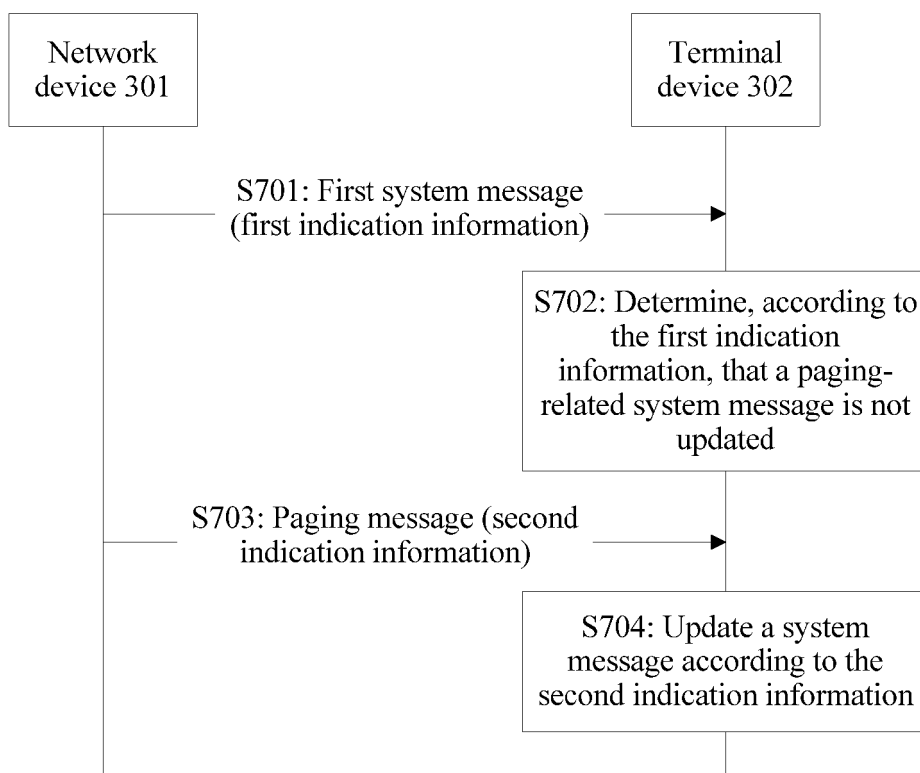 Network
device 301
Terminal
device 302
S701: First system message
(first indication information)
S702: Determine, according to
the first indication
information, that a paging-
related system message is not
updated
S703: Paging message (second
indication information)
S704: Update a system
message according to the
second indication information